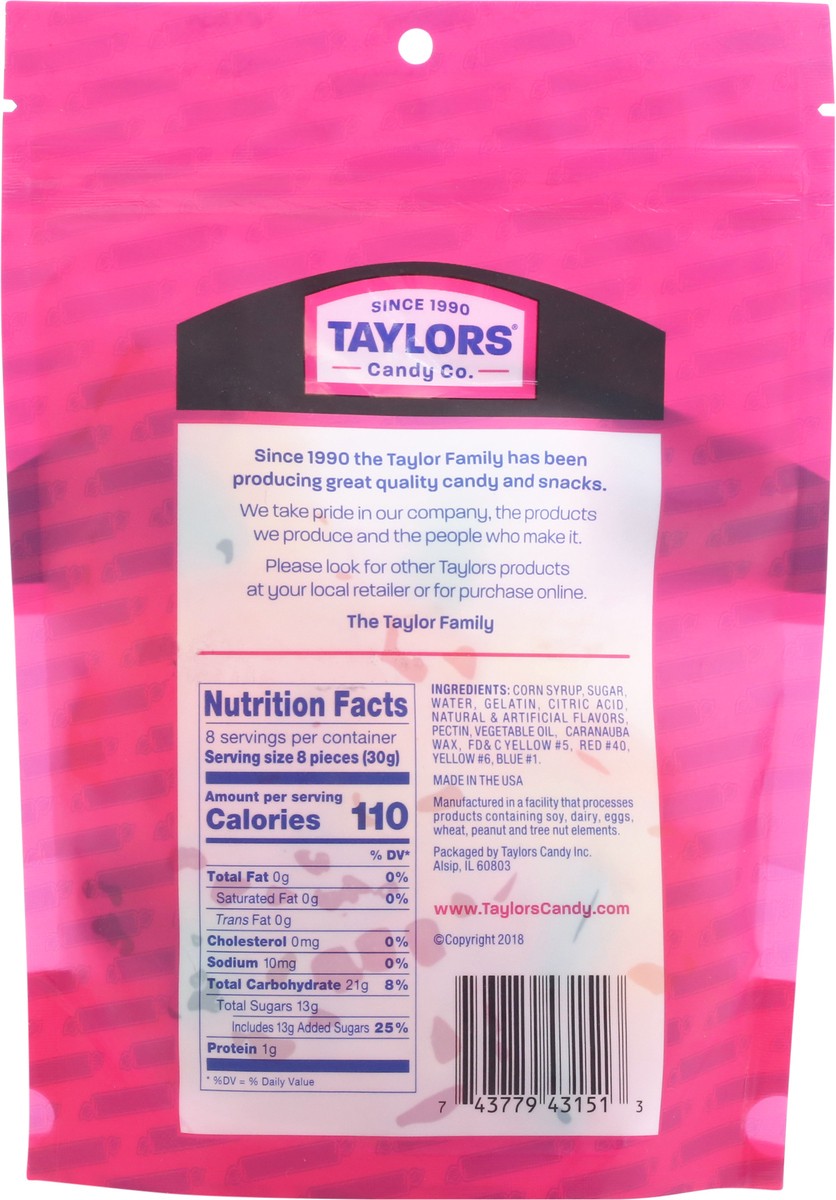 SINCE 1990
TAYLORS®
Candy Co.
Since 1990 the Taylor Family has been
producing great quality candy and snacks.
We take pride in our company, the products
we produce and the people who make it.
Please look for other Taylors products
at your local retailer or for purchase online.
The Taylor Family
Nutrition Facts
8 servings per container
Serving size 8 pieces (30g)
Amount per serving
Calories 110
% DV*
Total Fat 0g 0%
Saturated Fat 0g 0%
Trans Fat 0g
Cholesterol 0mg 0%
Sodium 10mg 0%
Total Carbohydrate 21g 8%
Total Sugars 13g
Includes 13g Added Sugars 25%
Protein 1g
* %DV = % Daily Value
INGREDIENTS: CORN SYRUP, SUGAR,
WATER, GELATIN, CITRIC ACID,
NATURAL & ARTIFICIAL FLAVORS,
PECTIN, VEGETABLE OIL, CARANAUBA
WAX, FD& C YELLOW #5, RED #40,
YELLOW #6, BLUE #1.
MADE IN THE USA
Manufactured in a facility that processes
products containing soy, dairy, eggs,
wheat, peanut and tree nut elements.
Packaged by Taylors Candy Inc.
Alsip, IL 60803
www.TaylorsCandy.com
©Copyright 2018
7 43779 43151 3